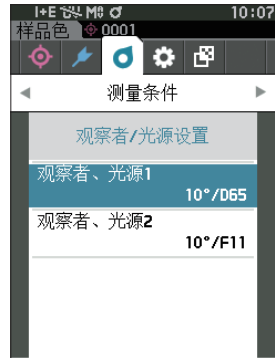 I+E M0 10:07
样品色 0001
测量条件
观察者/光源设置
观察者、光源1
10°/D65
观察者、光源2
10°/F11